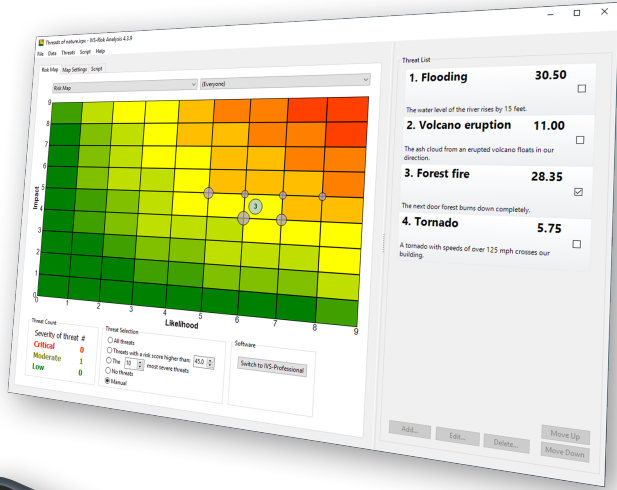 Threats of nature.ivps - IVS-Risk Analysis 4.3.8
File Data Threats Script Help
Risk Map Map Settings Script
Risk Map
(Everyone)
Impact
9
8
7
6
5
4
3
2
1
0
3
0 1 2 3 4 5 6 7 8 9
Likelihood
Threat Count
Severity of threat #
Critical 0
Moderate 1
Low 0
Threat Selection
All threats
Threats with a risk score higher than: 45.0
The 10 most severe threats
No threats
Manual
Software
Switch to IVS-Professional
Threat List
1. Flooding 30.50
The water level of the river rises by 15 feet.
2. Volcano eruption 11.00
The ash cloud from an erupted volcano floats in our
direction.
3. Forest fire 28.35
The next door forest burns down completely.
4. Tornado 5.75
A tornado with speeds of over 125 mph crosses our
building.
Add...
Edit...
Delete...
Move Up
Move Down